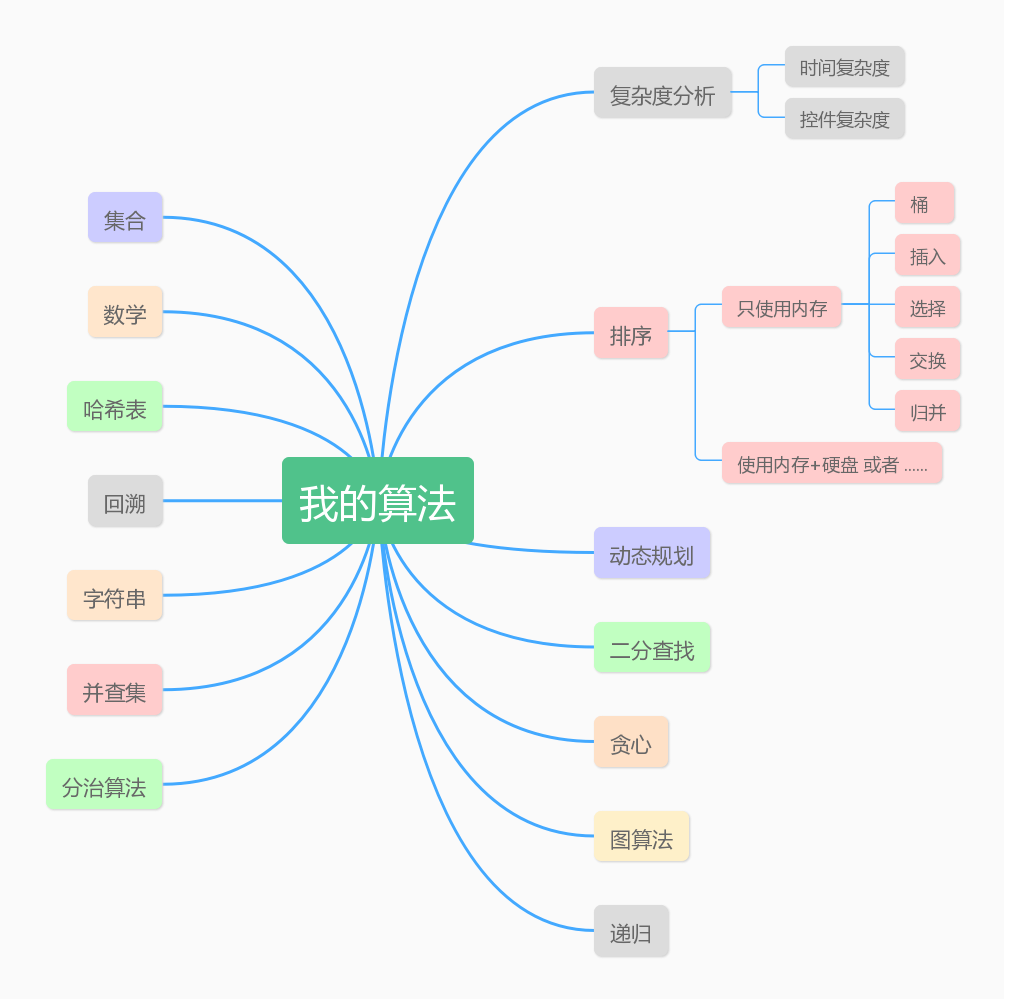 我的算法
复杂度分析
时间复杂度
控件复杂度
排序
只使用内存
桶
插入
选择
交换
归并
使用内存+硬盘 或者 ......
动态规划
二分查找
贪心
图算法
递归
集合
数学
哈希表
回溯
字符串
并查集
分治算法